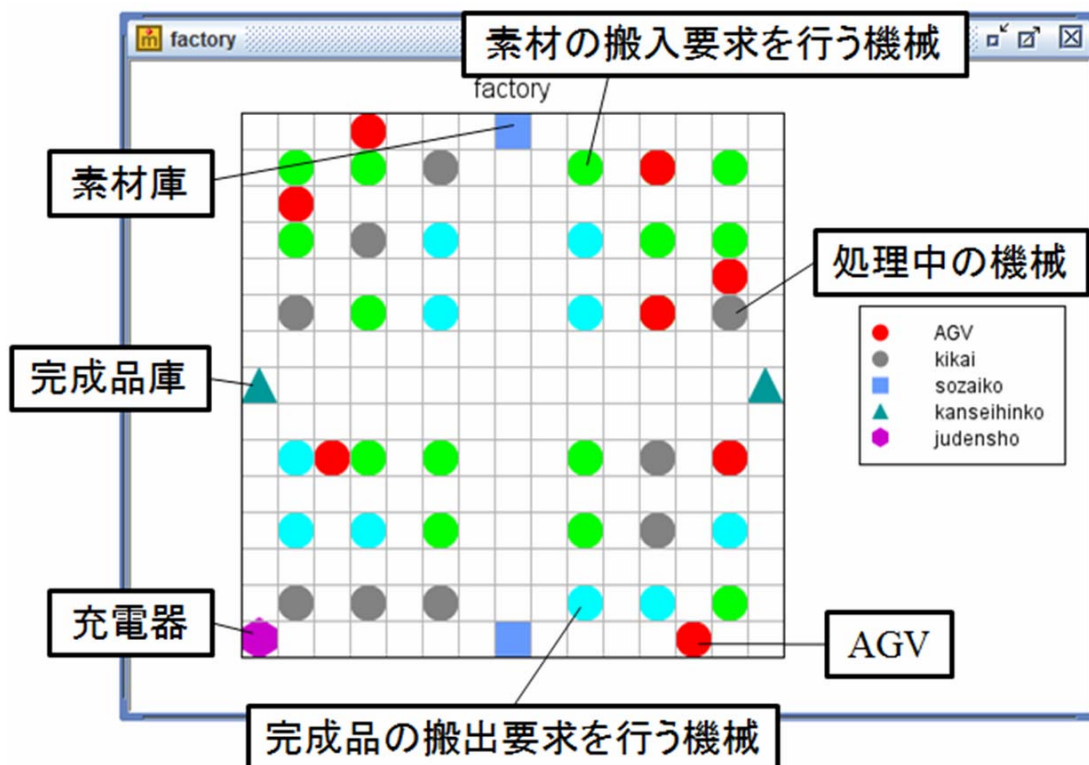 factory
素材の搬入要求を行う機械
factory
素材庫
処理中の機械
完成品庫
AGV
kikai
sozaiko
kanseihinko
judensho
充電器
AGV
完成品の搬出要求を行う機械